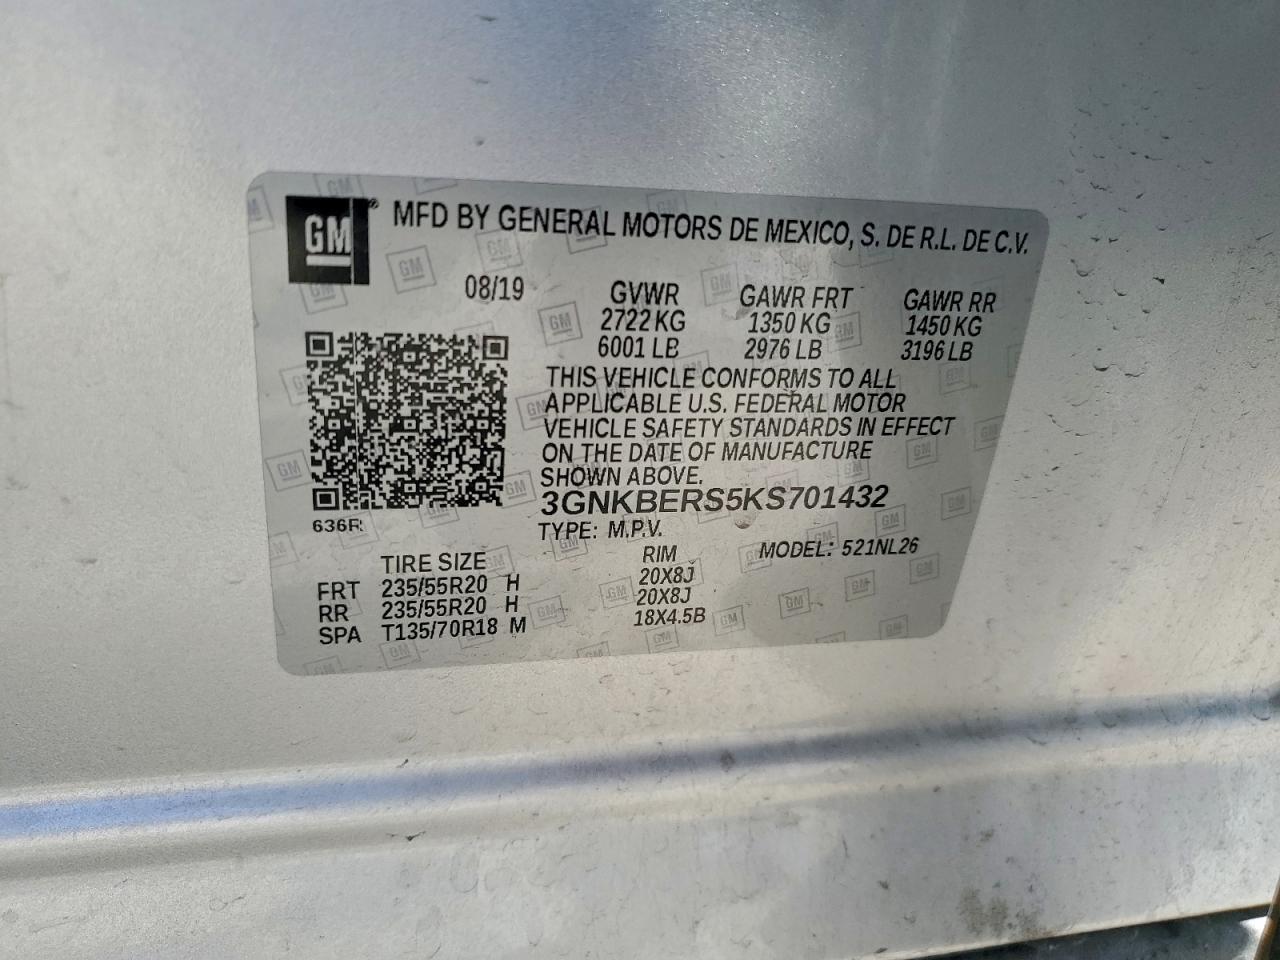 GM® MFD BY GENERAL MOTORS DE MEXICO, S. DE R.L. DE C.V.
08/19 GVWR GAWR FRT GAWR RR
2722 KG 1350 KG 1450 KG
6001 LB 2976 LB 3196 LB
THIS VEHICLE CONFORMS TO ALL
APPLICABLE U.S. FEDERAL MOTOR
VEHICLE SAFETY STANDARDS IN EFFECT
ON THE DATE OF MANUFACTURE
SHOWN ABOVE.
3GNKBERS5KS701432
636R
TYPE: M.P.V.
MODEL: 521NL26
TIRE SIZE RIM
FRT 235/55R20 H 20X8J
RR 235/55R20 H 20X8J
SPA T135/70R18 M 18X4.5B